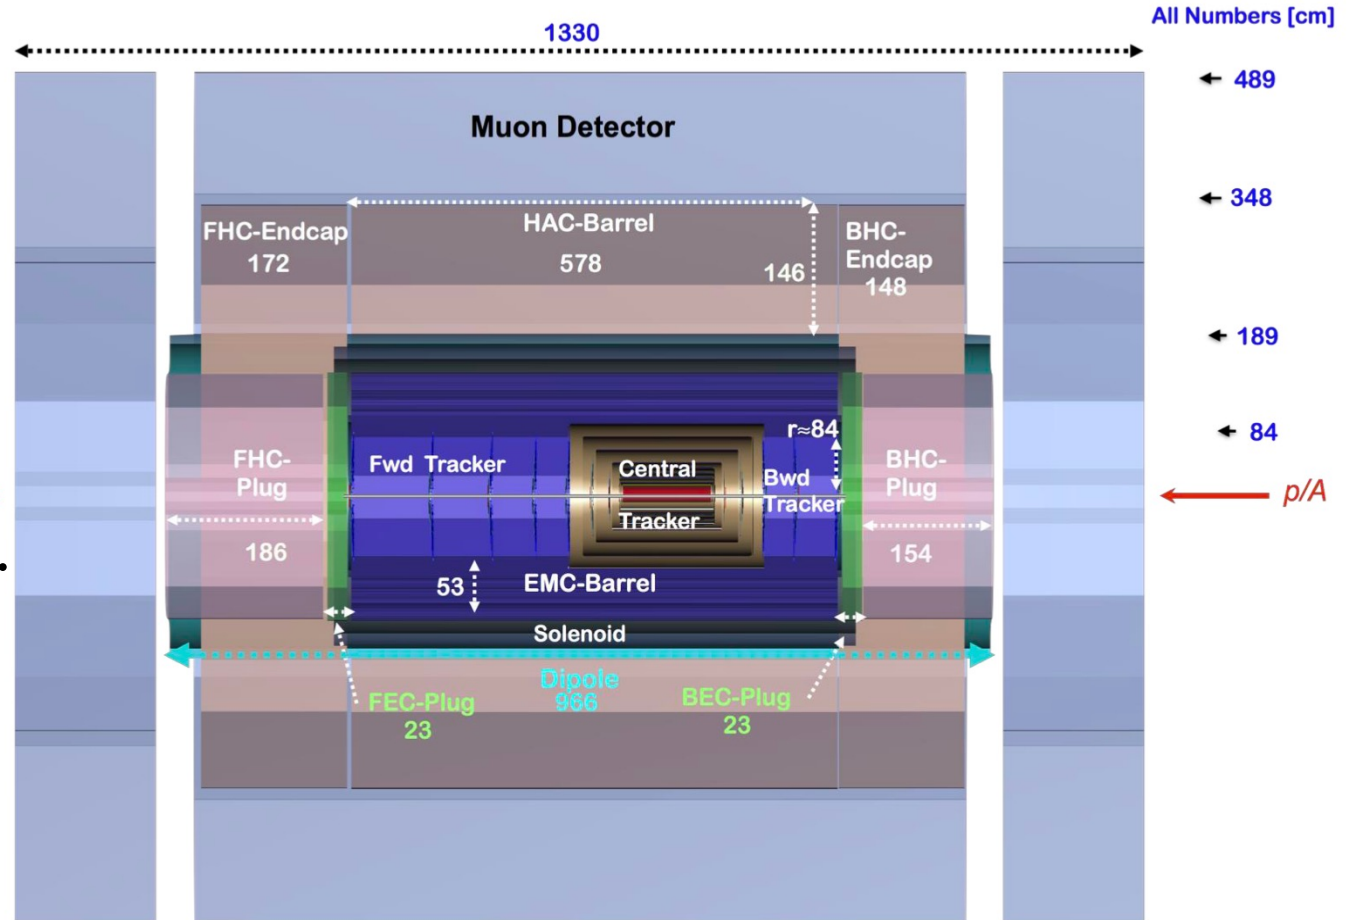 All Numbers [cm]
1330
489
Muon Detector
348
FHC-Endcap
172
HAC-Barrel
578
146
BHC-
Endcap
148
189
84
r≈84
Fwd Tracker
Central
Tracker
Bwd
Tracker
FHC-
Plug
186
BHC-
Plug
154
p/A
53
EMC-Barrel
Solenoid
Dipole
966
FEC-Plug
23
BEC-Plug
23